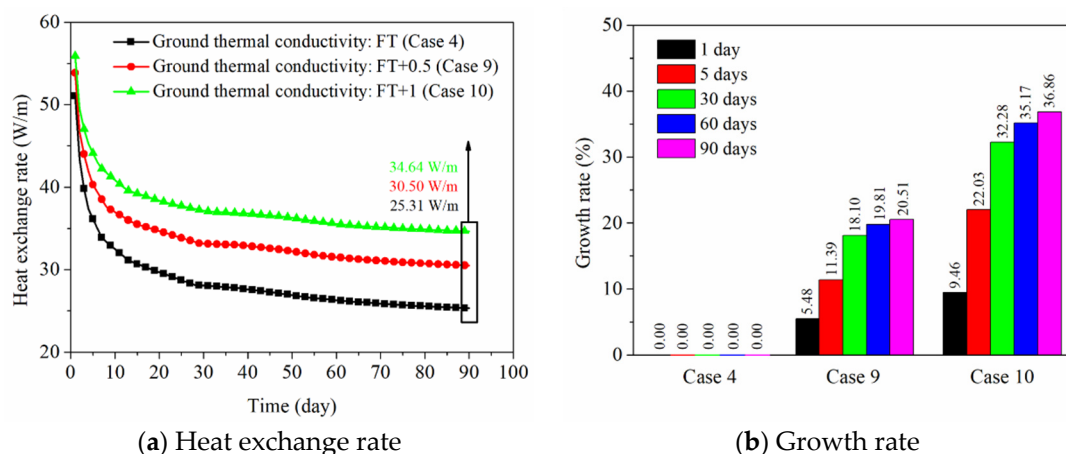 60
50
40
30
20
Heat exchange rate (W/m)
Ground thermal conductivity: FT (Case 4)
Ground thermal conductivity: FT+0.5 (Case 9)
Ground thermal conductivity: FT+1 (Case 10)
34.64 W/m
30.50 W/m
25.31 W/m
0 10 20 30 40 50 60 70 80 90 100
Time (day)
(a) Heat exchange rate
50
40
30
20
10
0
Growth rate (%)
1 day
5 days
30 days
60 days
90 days
0.00 0.00 0.00 0.00 0.00
5.48 11.39 18.10 19.81 20.51
9.46 22.03 32.28 35.17 36.86
Case 4 Case 9 Case 10
(b) Growth rate